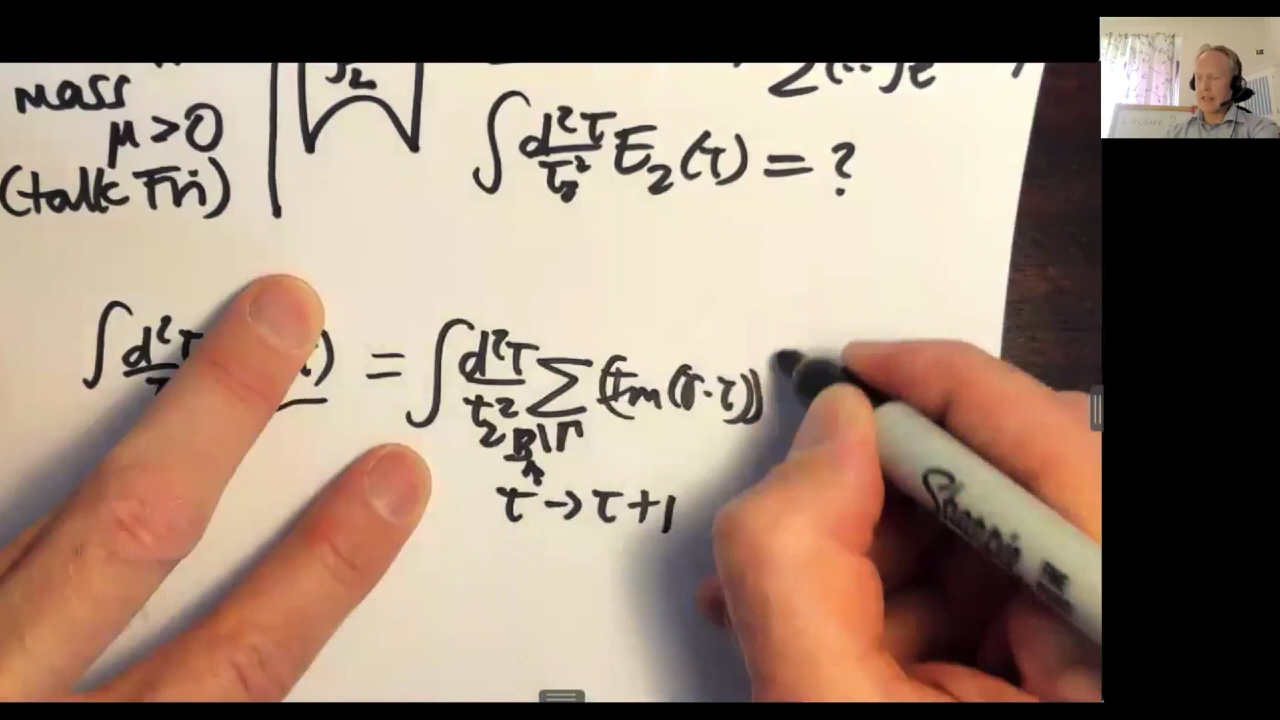 mass
μ > 0
(talk Fri)
∫ d²τ/τ₂² E₂(τ) = ?
= ∫ d²τ/τ₂² Σ (Im(γ·τ))
B\Γ
↑
τ → τ + 1
Sharpie